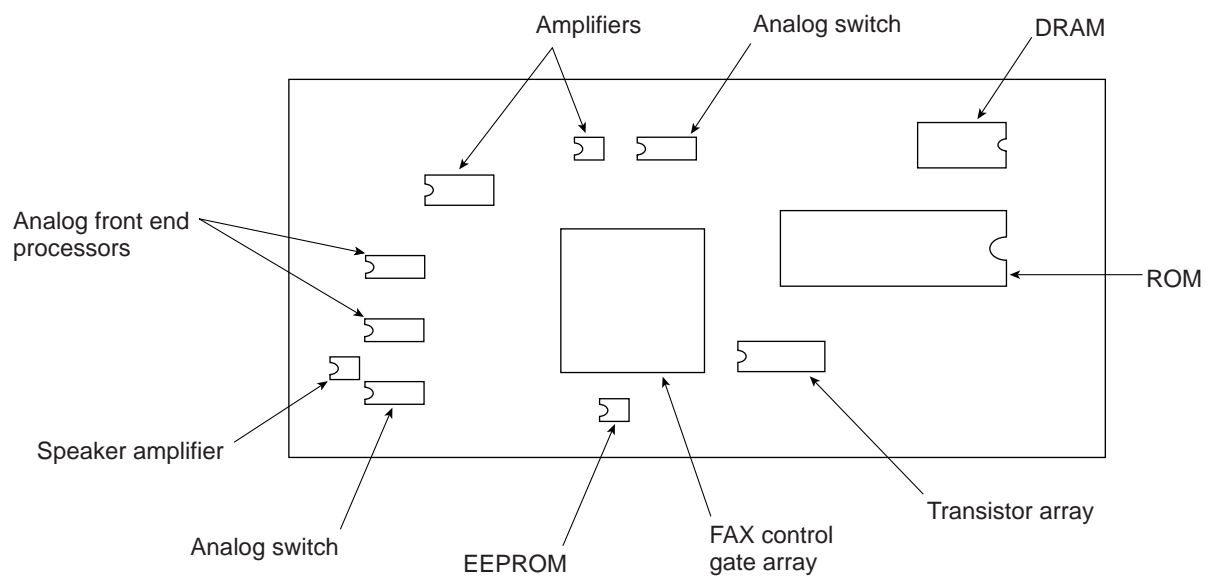 Amplifiers
Analog switch
DRAM
Analog front end
processors
ROM
Speaker amplifier
Analog switch
EEPROM
FAX control
gate array
Transistor array